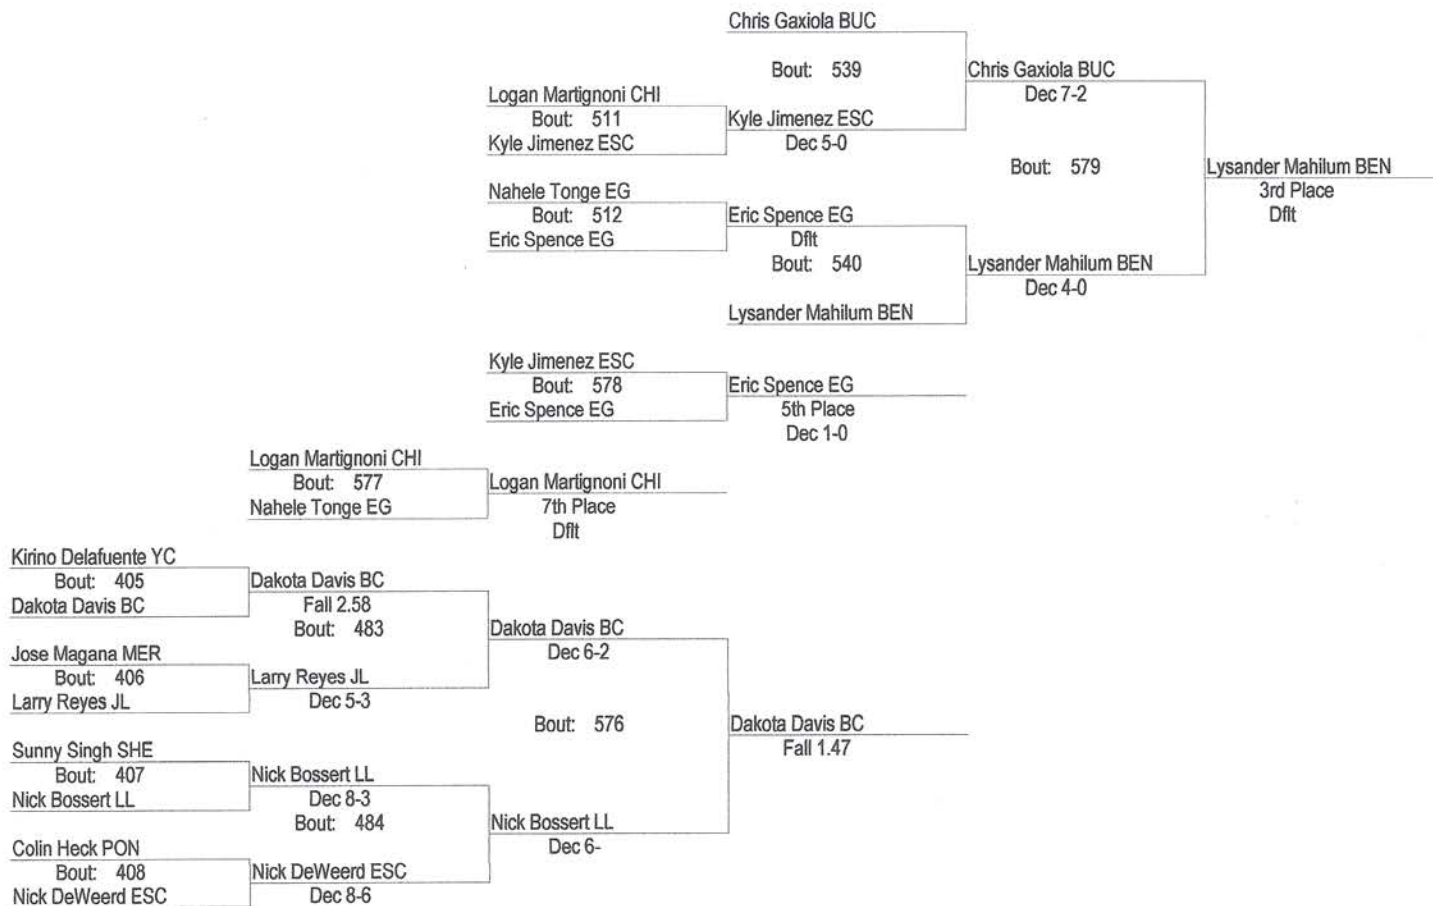 Chris Gaxiola BUC
Bout: 539
Chris Gaxiola BUC
Dec 7-2
Logan Martignoni CHI
Bout: 511
Kyle Jimenez ESC
Kyle Jimenez ESC
Dec 5-0
Bout: 579
Lysander Mahilum BEN
3rd Place
Dflt
Nahele Tonge EG
Bout: 512
Eric Spence EG
Eric Spence EG
Dflt
Bout: 540
Lysander Mahilum BEN
Dec 4-0
Lysander Mahilum BEN
Kyle Jimenez ESC
Bout: 578
Eric Spence EG
Eric Spence EG
5th Place
Dec 1-0
Logan Martignoni CHI
Bout: 577
Nahele Tonge EG
Logan Martignoni CHI
7th Place
Dflt
Kirino Delafuente YC
Bout: 405
Dakota Davis BC
Dakota Davis BC
Fall 2.58
Bout: 483
Dakota Davis BC
Dec 6-2
Jose Magana MER
Bout: 406
Larry Reyes JL
Larry Reyes JL
Dec 5-3
Bout: 576
Dakota Davis BC
Fall 1.47
Sunny Singh SHE
Bout: 407
Nick Bossert LL
Nick Bossert LL
Dec 8-3
Bout: 484
Nick Bossert LL
Dec 6-
Colin Heck PON
Bout: 408
Nick DeWeerd ESC
Nick DeWeerd ESC
Dec 8-6